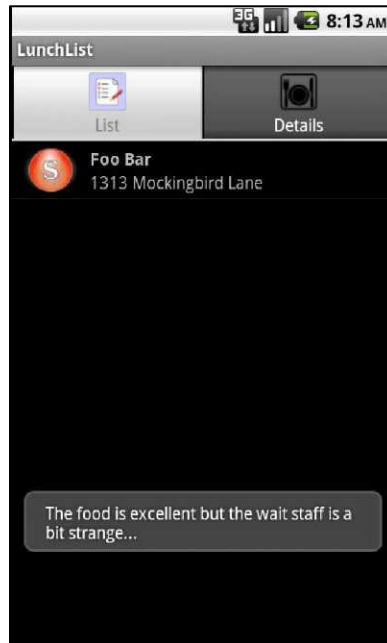 3G 8:13 AM
LunchList
List
Details
S
Foo Bar
1313 Mockingbird Lane
The food is excellent but the wait staff is a
bit strange...